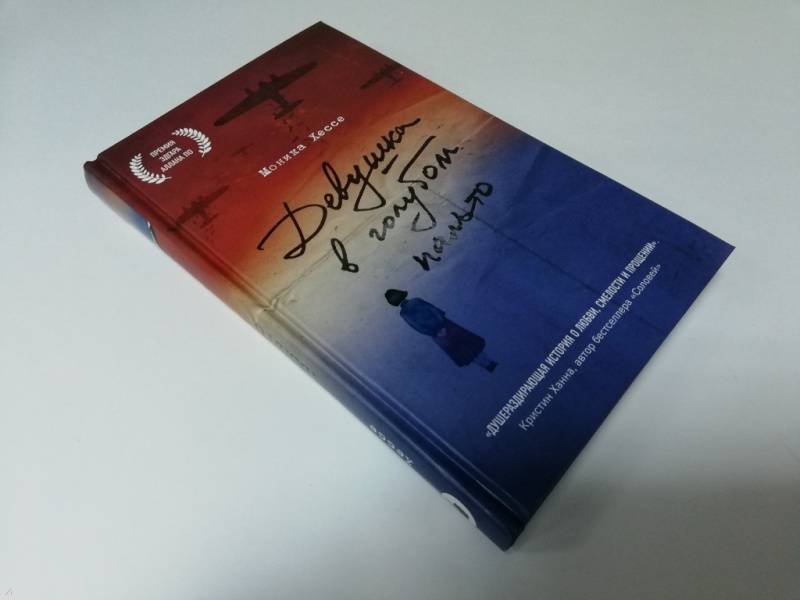 ПРЕМИЯ
ЭДГАРА
АЛЛАНА ПО
Моника Хессе
Девушка
в голубом
пальто
«ДУШЕРАЗДИРАЮЩАЯ ИСТОРИЯ О ЛЮБВИ, СМЕЛОСТИ И ПРОЩЕНИИ».
Кристин Ханна, автор бестселлера «Соловей»
Хессе